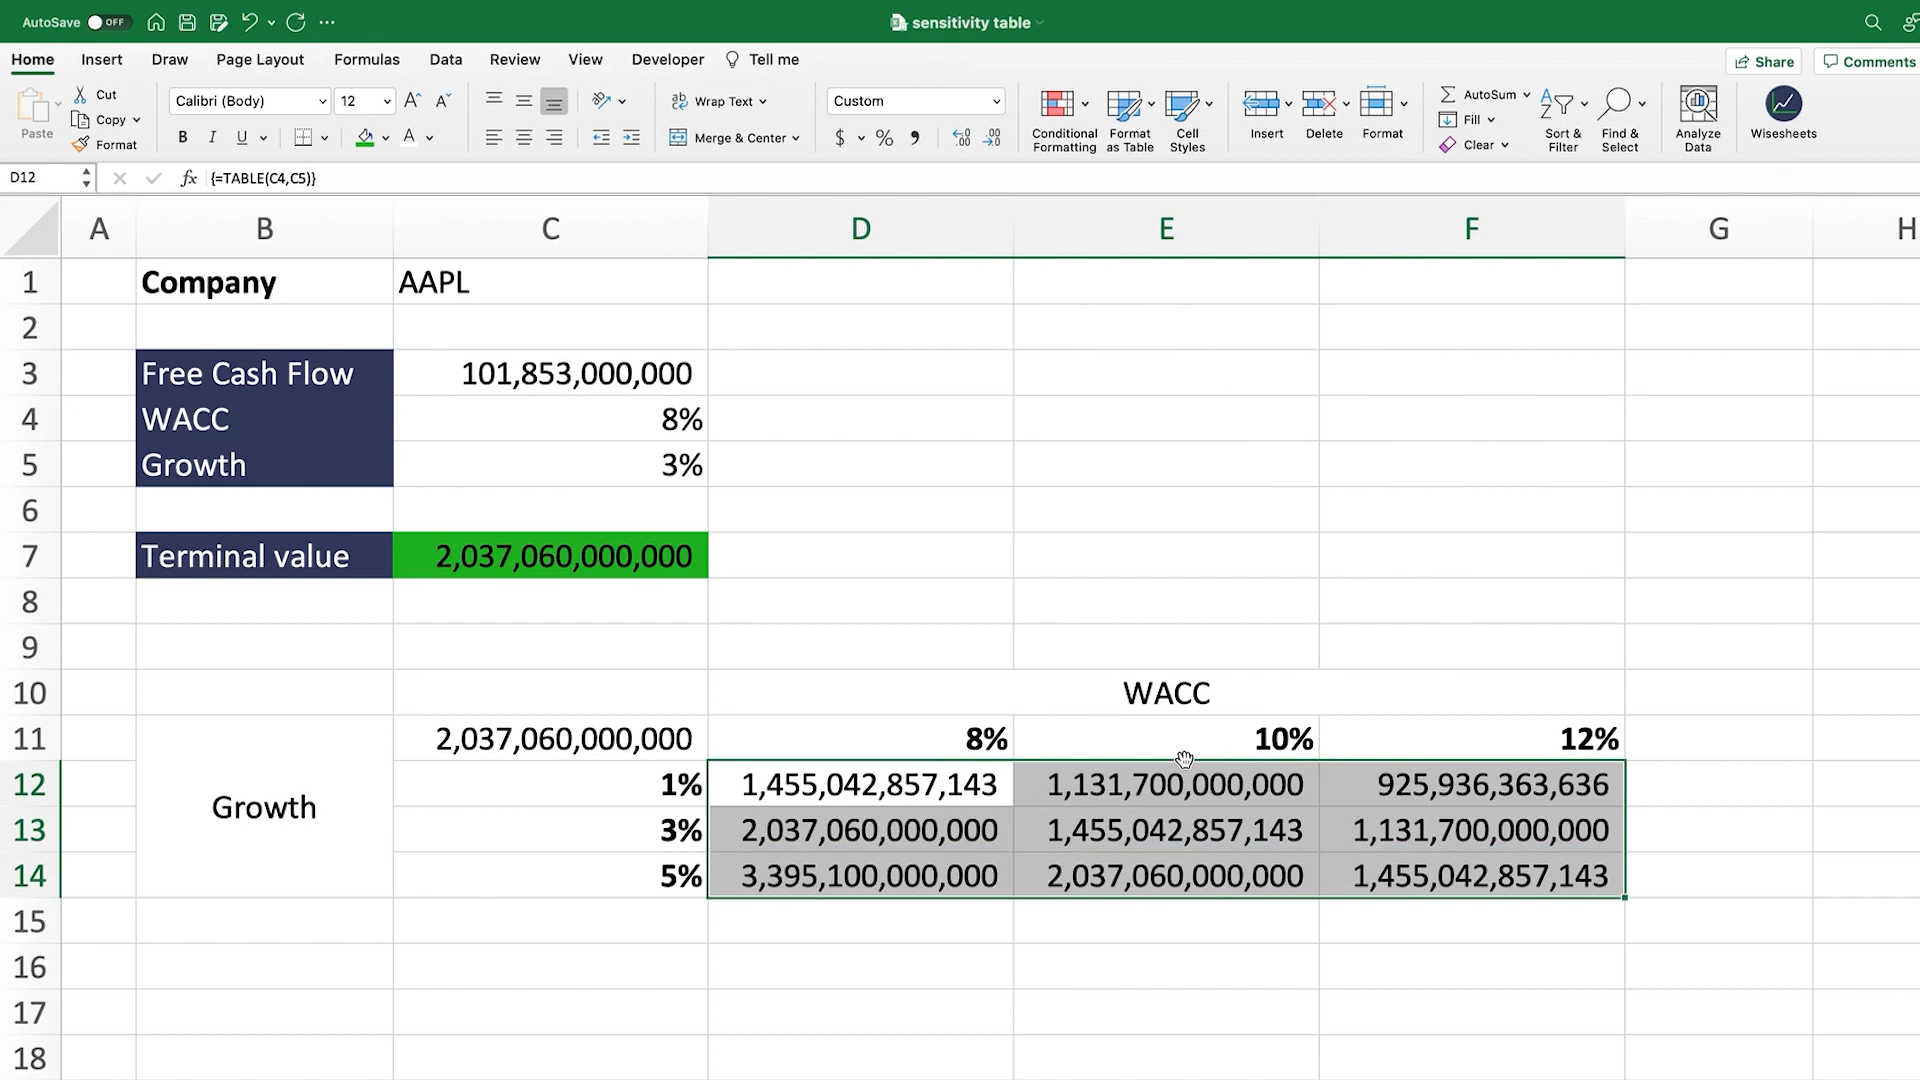 AutoSave OFF ... sensitivity table
Home Insert Draw Page Layout Formulas Data Review View Developer Tell me Share Comments
Paste Cut Copy Format
Calibri (Body) 12 A^ A˅
B I U A
ab Wrap Text
Merge & Center
Custom
$ % , .00
Conditional Formatting Format as Table Cell Styles
Insert Delete Format
AutoSum Fill Clear
Sort & Filter Find & Select
Analyze Data
Wisesheets
D12 fx {=TABLE(C4,C5)}
A B C D E F G H
1 Company AAPL
2
3 Free Cash Flow 101,853,000,000
4 WACC 8%
5 Growth 3%
6
7 Terminal value 2,037,060,000,000
8
9
10 WACC
11 2,037,060,000,000 8% 10% 12%
12 1% 1,455,042,857,143 1,131,700,000,000 925,936,363,636
Growth
13 3% 2,037,060,000,000 1,455,042,857,143 1,131,700,000,000
14 5% 3,395,100,000,000 2,037,060,000,000 1,455,042,857,143
15
16
17
18